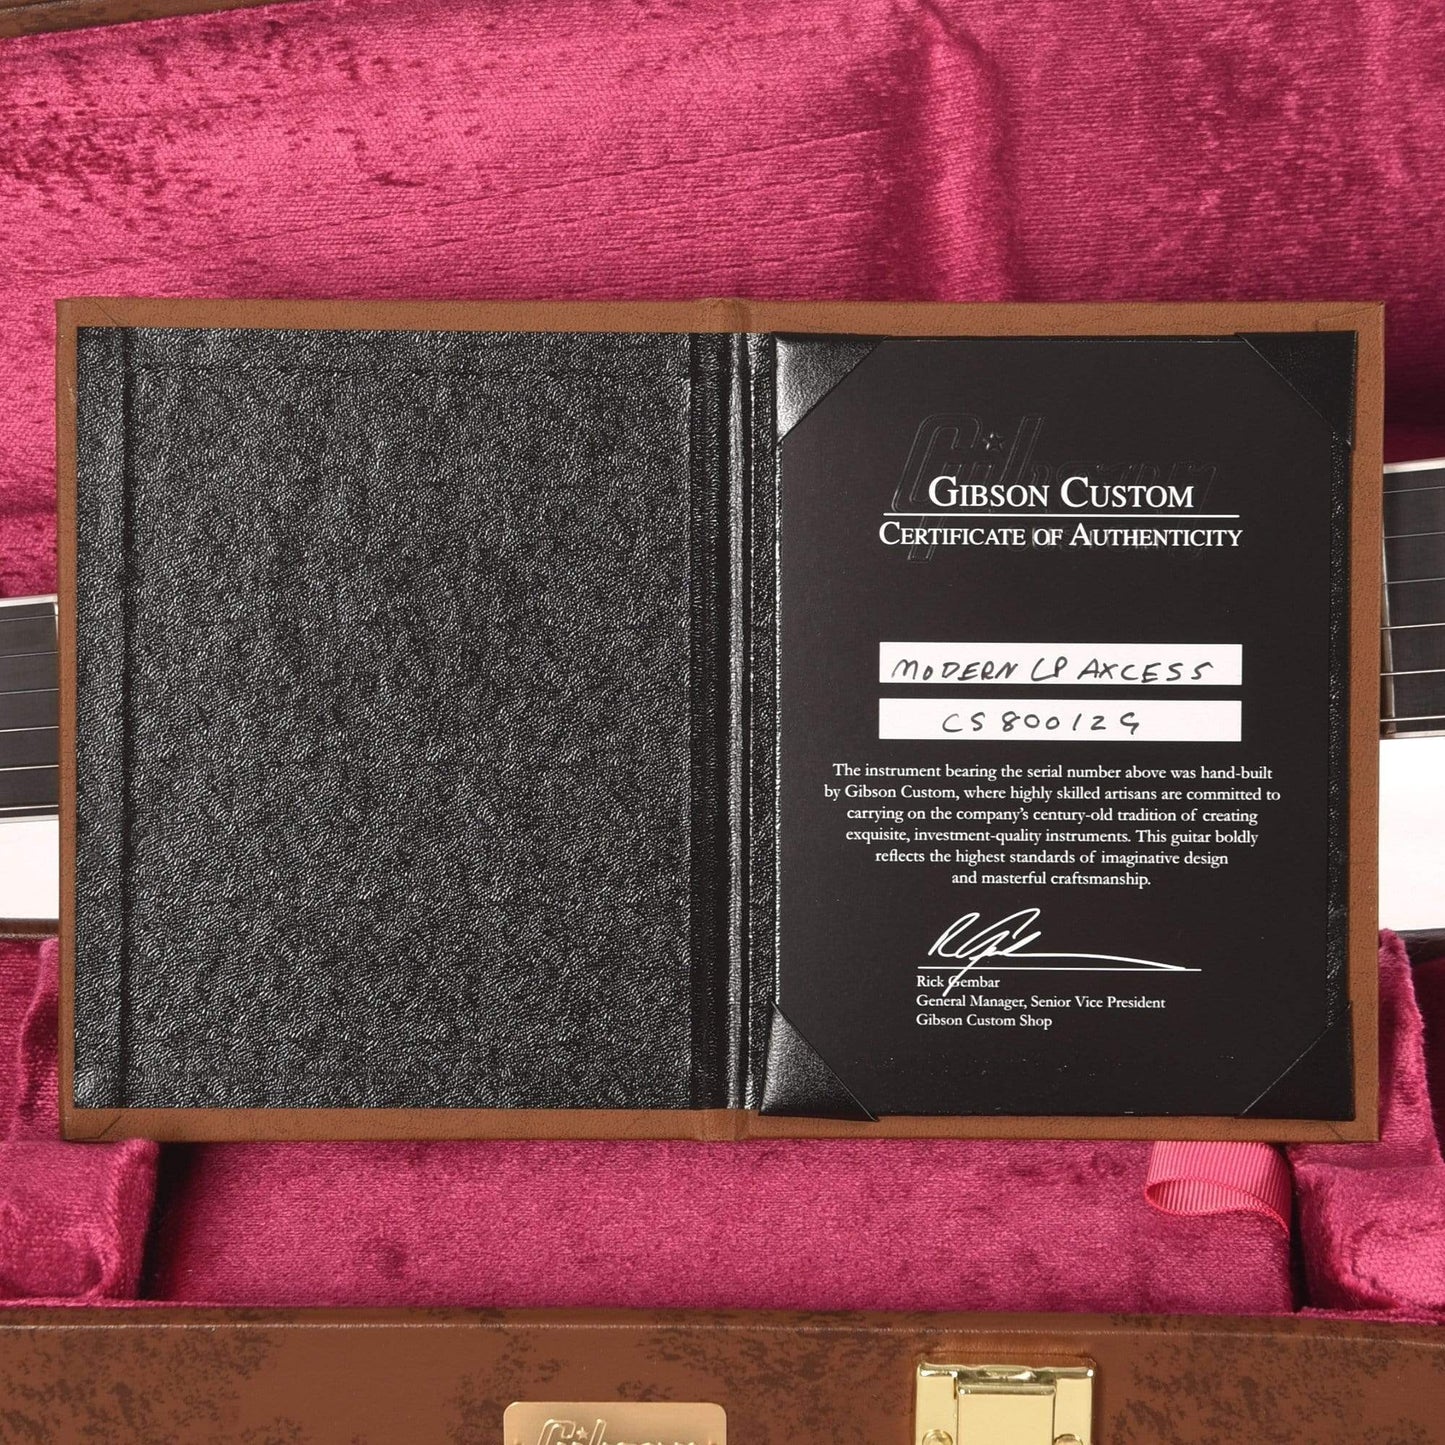 Gibson
CUSTOM
GIBSON CUSTOM
CERTIFICATE OF AUTHENTICITY
MODERN LP AXCESS
CS800129
The instrument bearing the serial number above was hand-built
by Gibson Custom, where highly skilled artisans are committed to
carrying on the company's century-old tradition of creating
exquisite, investment-quality instruments. This guitar boldly
reflects the highest standards of imaginative design
and masterful craftsmanship.
Rick Gembar
General Manager, Senior Vice President
Gibson Custom Shop
Gibson